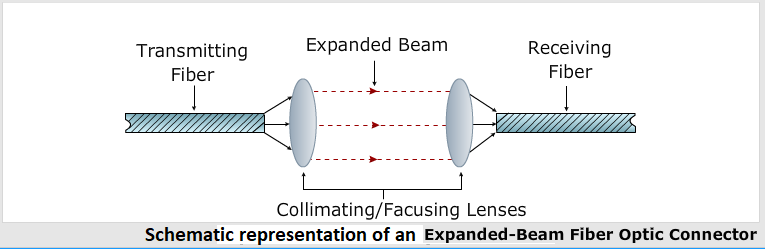 Transmitting
Fiber
Expanded Beam
Receiving
Fiber
Collimating/Facusing Lenses
Schematic representation of an Expanded-Beam Fiber Optic Connector